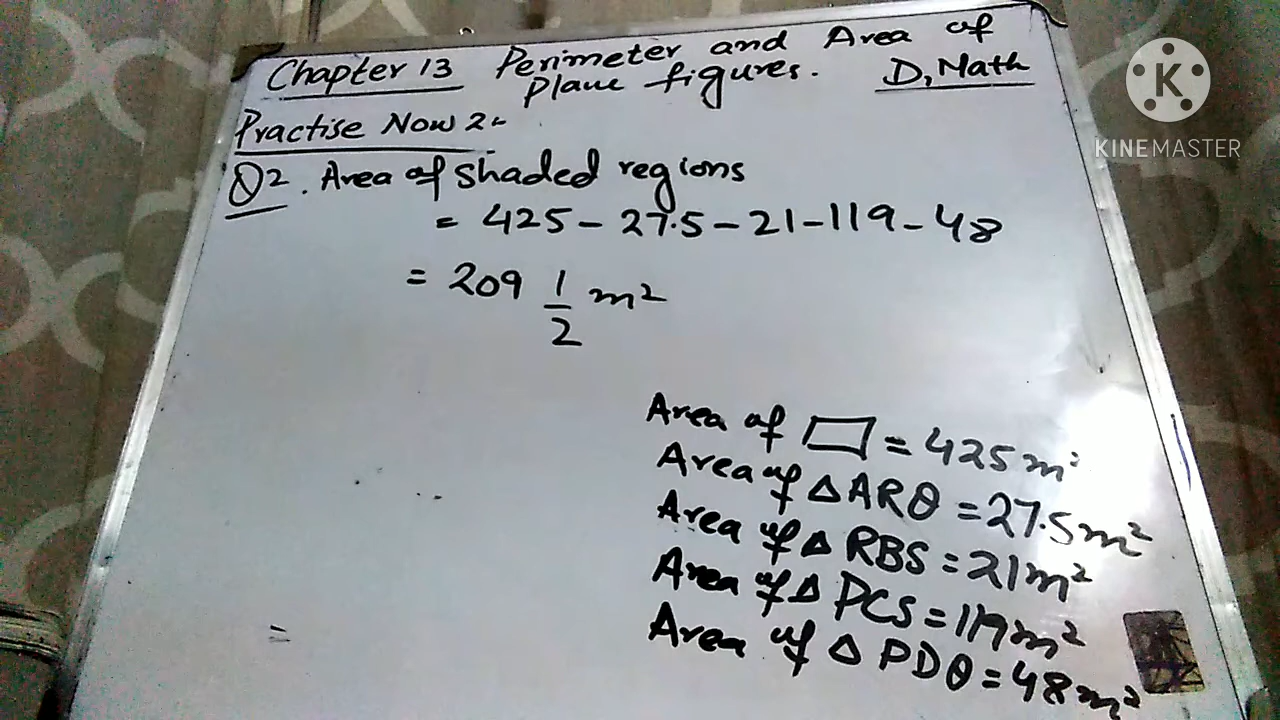 Chapter 13 Perimeter and Area of
Plane figures. D, Math
K
KINEMASTER
Practise Now 2:-
Q2. Area of shaded regions
= 425 - 27.5 - 21 - 119 - 48
= 209 1/2 m²
Area of ▭ = 425 m²
Area of △ ARQ = 27.5 m²
Area of △ RBS = 21 m²
Area of △ PCS = 119 m²
Area of △ PDQ = 48 m²
=